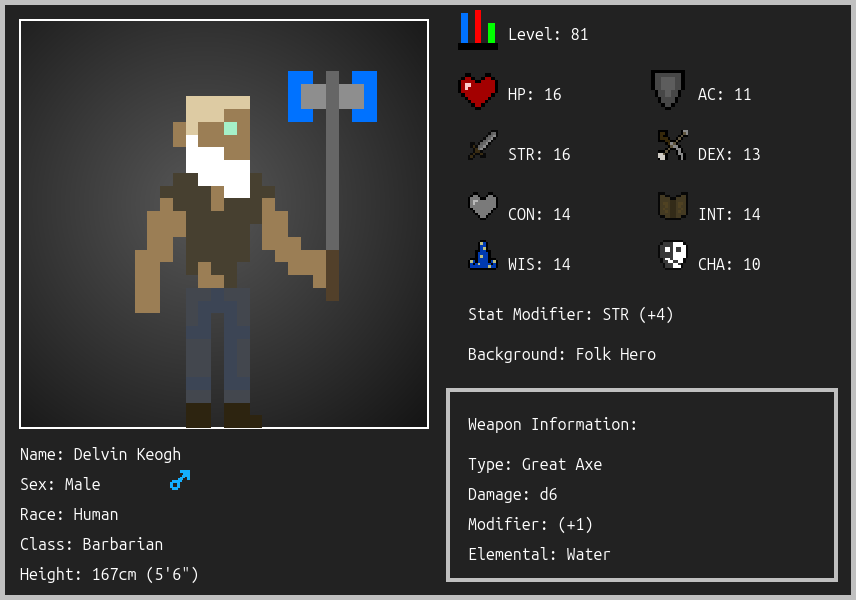 Level: 81
HP: 16
AC: 11
STR: 16
DEX: 13
CON: 14
INT: 14
WIS: 14
CHA: 10
Stat Modifier: STR (+4)
Background: Folk Hero
Weapon Information:
Type: Great Axe
Damage: d6
Modifier: (+1)
Elemental: Water
Name: Delvin Keogh
Sex: Male
Race: Human
Class: Barbarian
Height: 167cm (5'6")